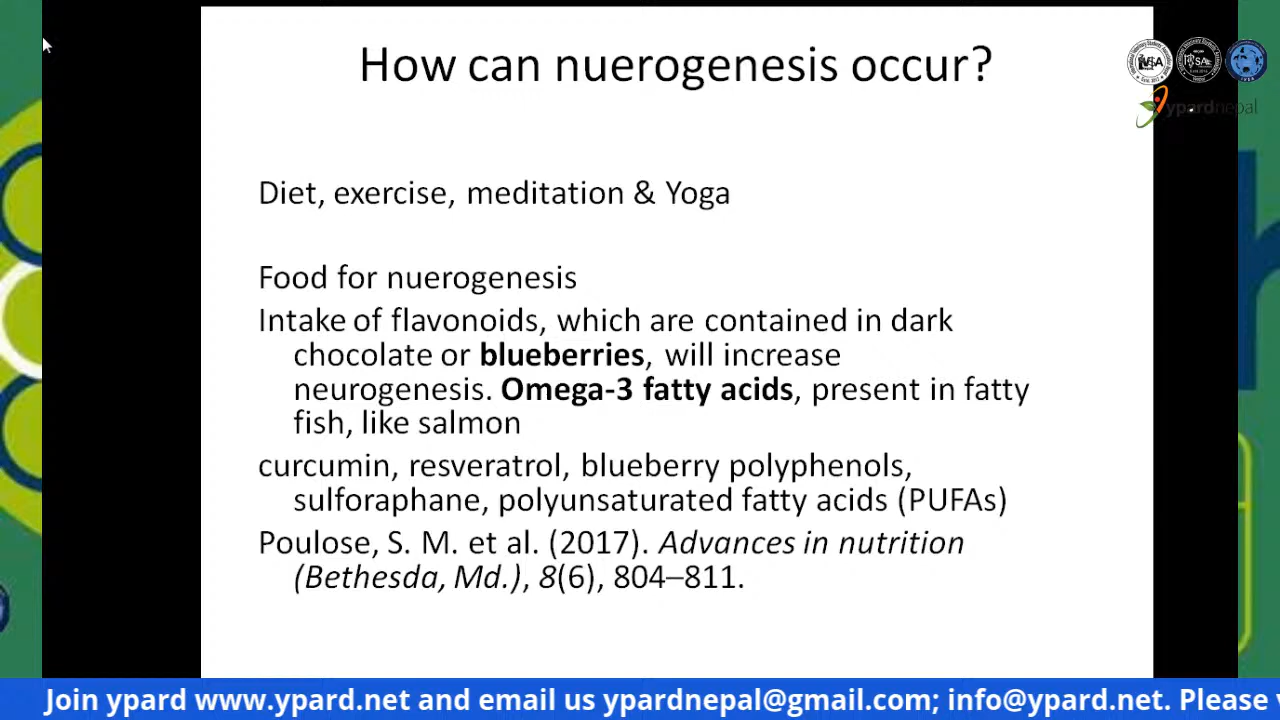 How can nuerogenesis occur?
ypardnepal
Diet, exercise, meditation & Yoga
Food for nuerogenesis
Intake of flavonoids, which are contained in dark
chocolate or blueberries, will increase
neurogenesis. Omega-3 fatty acids, present in fatty
fish, like salmon
curcumin, resveratrol, blueberry polyphenols,
sulforaphane, polyunsaturated fatty acids (PUFAs)
Poulose, S. M. et al. (2017). Advances in nutrition
(Bethesda, Md.), 8(6), 804–811.
Join ypard www.ypard.net and email us ypardnepal@gmail.com; info@ypard.net. Please